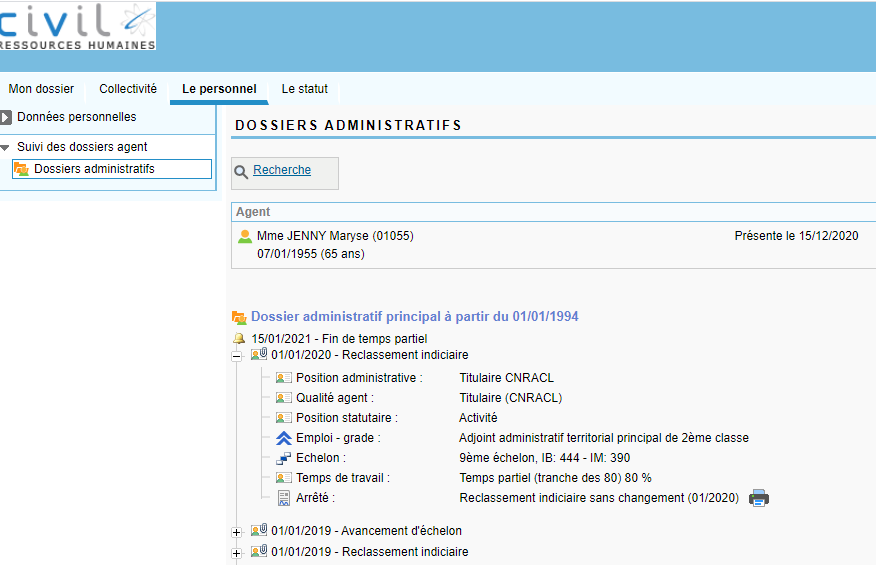 civil
RESSOURCES HUMAINES
Mon dossier Collectivité Le personnel Le statut
Données personnelles
Suivi des dossiers agent
Dossiers administratifs
DOSSIERS ADMINISTRATIFS
Recherche
Agent
Mme JENNY Maryse (01055) Présente le 15/12/2020
07/01/1955 (65 ans)
Dossier administratif principal à partir du 01/01/1994
15/01/2021 - Fin de temps partiel
01/01/2020 - Reclassement indiciaire
Position administrative : Titulaire CNRACL
Qualité agent : Titulaire (CNRACL)
Position statutaire : Activité
Emploi - grade : Adjoint administratif territorial principal de 2ème classe
Echelon : 9ème échelon, IB: 444 - IM: 390
Temps de travail : Temps partiel (tranche des 80) 80 %
Arrêté : Reclassement indiciaire sans changement (01/2020)
01/01/2019 - Avancement d'échelon
01/01/2019 - Reclassement indiciaire